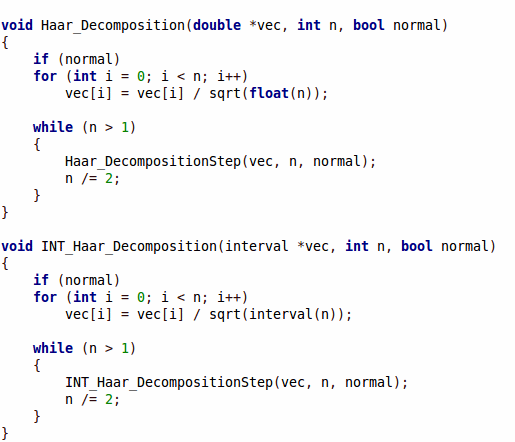 void Haar_Decomposition(double *vec, int n, bool normal)
{
    if (normal)
    for (int i = 0; i < n; i++)
        vec[i] = vec[i] / sqrt(float(n));

    while (n > 1)
    {
        Haar_DecompositionStep(vec, n, normal);
        n /= 2;
    }
}

void INT_Haar_Decomposition(interval *vec, int n, bool normal)
{
    if (normal)
    for (int i = 0; i < n; i++)
        vec[i] = vec[i] / sqrt(interval(n));

    while (n > 1)
    {
        INT_Haar_DecompositionStep(vec, n, normal);
        n /= 2;
    }
}